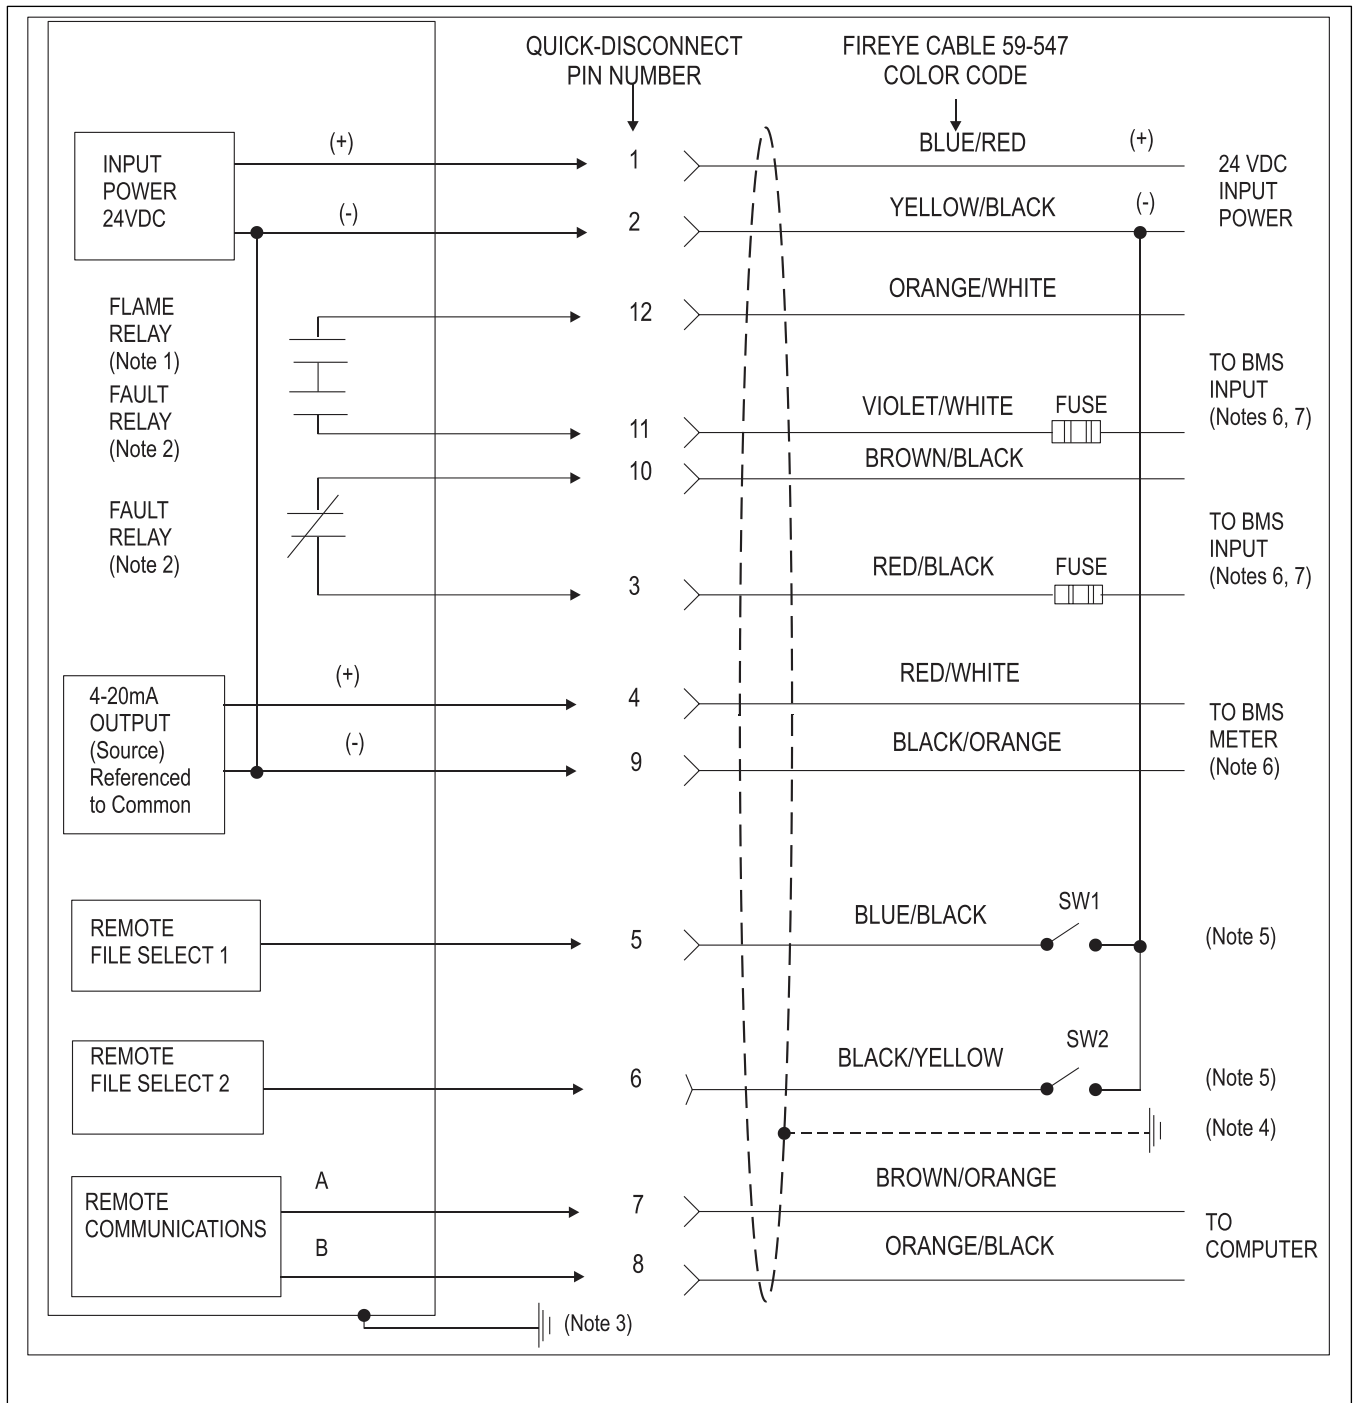 QUICK-DISCONNECT
PIN NUMBER
FIREYE CABLE 59-547
COLOR CODE
INPUT
POWER
24VDC
(+)
1
BLUE/RED
(+)
24 VDC
INPUT
POWER
(-)
2
YELLOW/BLACK
(-)
FLAME
RELAY
(Note 1)
FAULT
RELAY
(Note 2)
12
ORANGE/WHITE
11
VIOLET/WHITE
FUSE
TO BMS
INPUT
(Notes 6, 7)
10
BROWN/BLACK
FAULT
RELAY
(Note 2)
3
RED/BLACK
FUSE
TO BMS
INPUT
(Notes 6, 7)
4-20mA
OUTPUT
(Source)
Referenced
to Common
(+)
4
RED/WHITE
(-)
9
BLACK/ORANGE
TO BMS
METER
(Note 6)
REMOTE
FILE SELECT 1
5
BLUE/BLACK
SW1
(Note 5)
REMOTE
FILE SELECT 2
6
BLACK/YELLOW
SW2
(Note 5)
(Note 4)
REMOTE
COMMUNICATIONS
A
7
BROWN/ORANGE
B
8
ORANGE/BLACK
TO
COMPUTER
(Note 3)